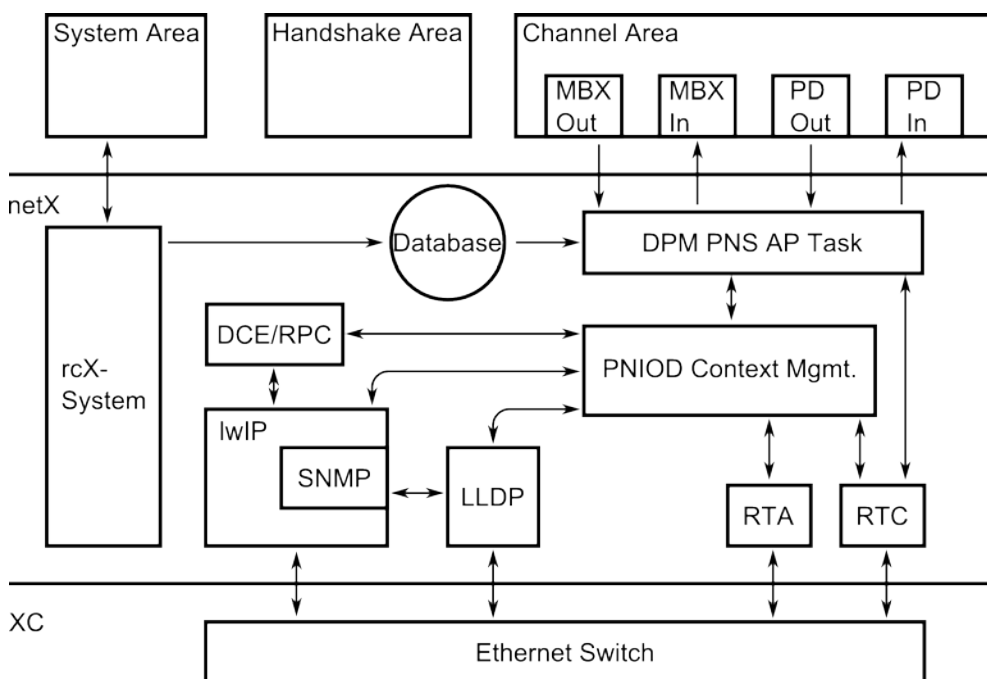 System Area
Handshake Area
Channel Area
MBX
Out
MBX
In
PD
Out
PD
In
netX
Database
DPM PNS AP Task
DCE/RPC
PNIOD Context Mgmt.
rcX-
System
lwIP
SNMP
LLDP
RTA
RTC
XC
Ethernet Switch